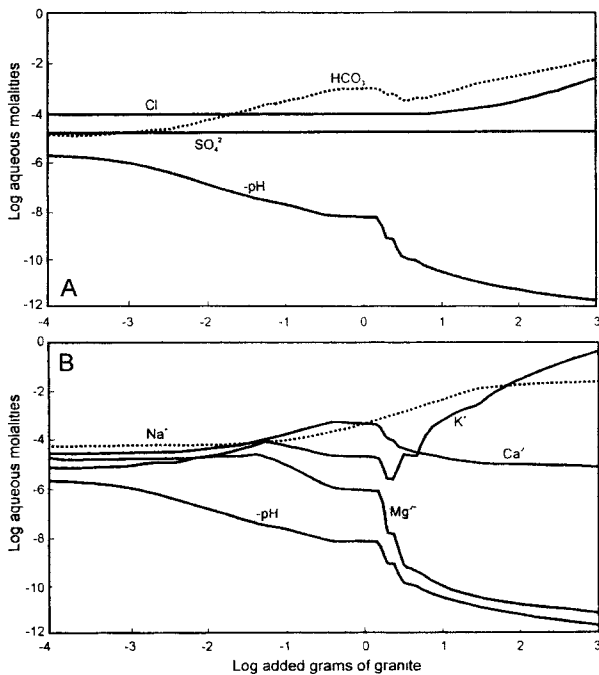 0
-2
-4
-6
-8
-10
-12
Log aqueous molalities
HCO₃
Cl
SO₄²
-pH
A
-4 -3 -2 -1 0 1 2 3
0
-2
-4
-6
-8
-10
-12
Log aqueous molalities
B
Na⁺
K⁺
Ca⁺
-pH
Mg⁺⁻
-4 -3 -2 -1 0 1 2 3
Log added grams of granite